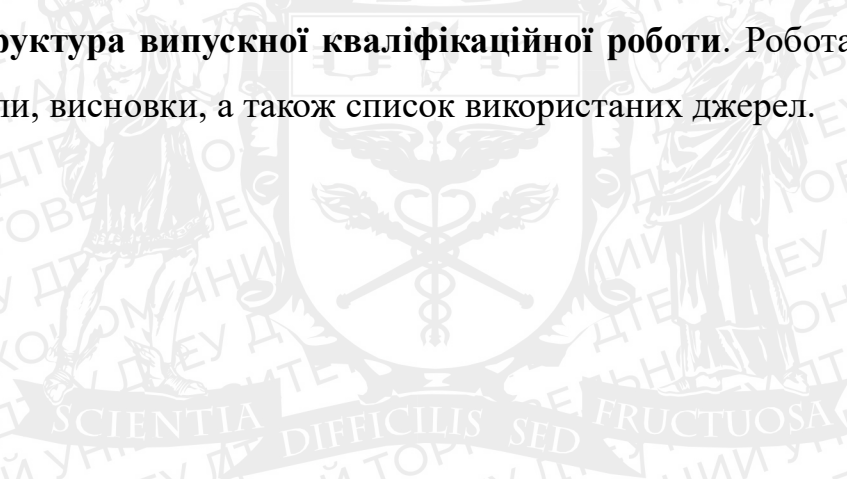 руктура випускної кваліфікаційної роботи. Робота
ли, висновки, а також список використаних джерел.
SCIENTIA DIFFICILIS SED FRUCTUOSA